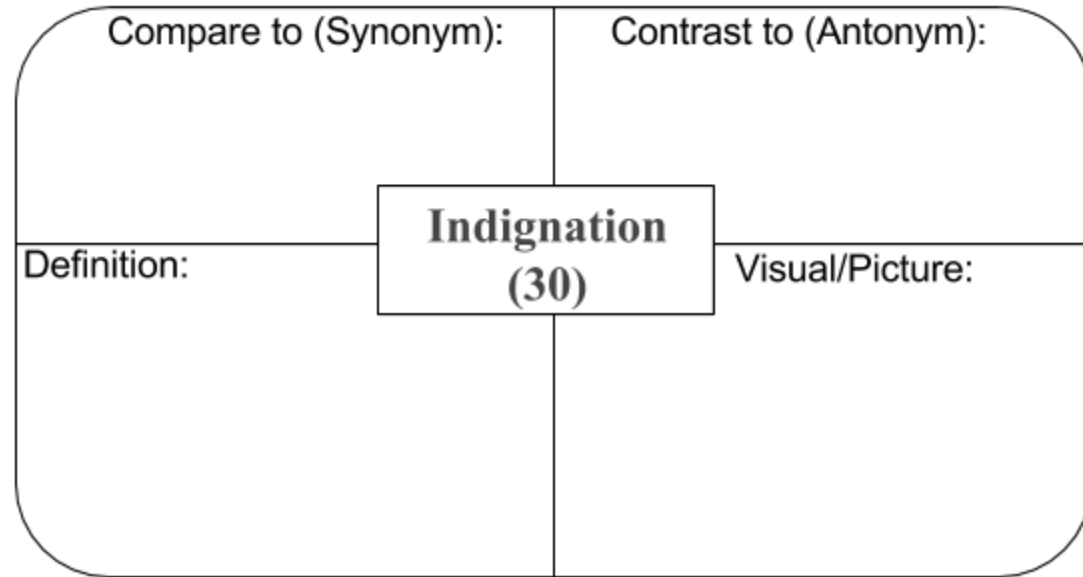 Compare to (Synonym):
Contrast to (Antonym):
Indignation
(30)
Definition:
Visual/Picture: